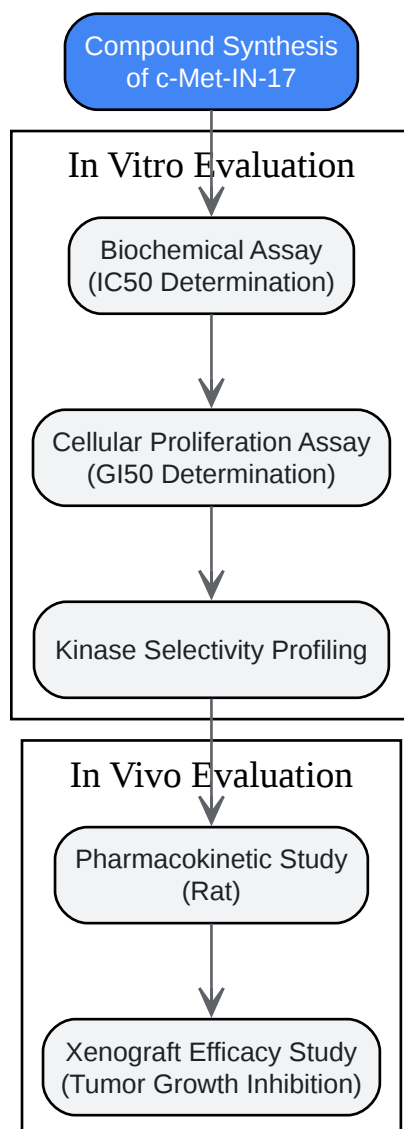 Compound Synthesis
of c-Met-IN-17
In Vitro Evaluation
Biochemical Assay
(IC50 Determination)
Cellular Proliferation Assay
(GI50 Determination)
Kinase Selectivity Profiling
In Vivo Evaluation
Pharmacokinetic Study
(Rat)
Xenograft Efficacy Study
(Tumor Growth Inhibition)